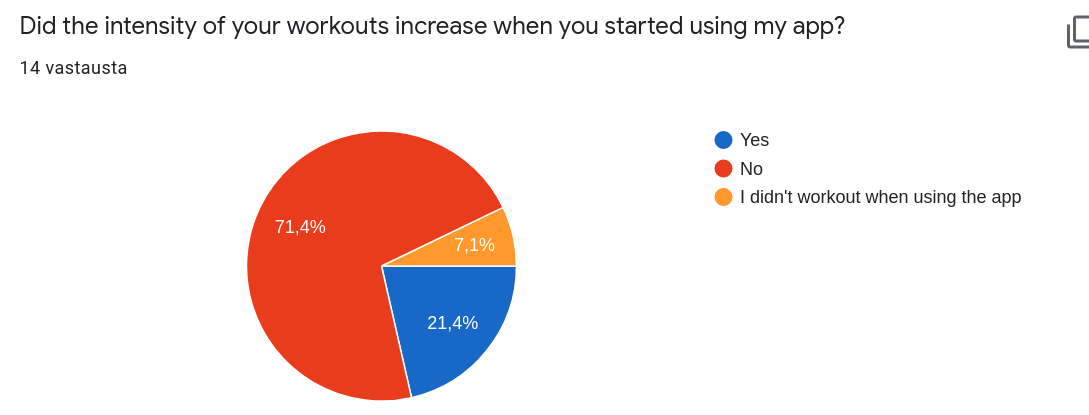 Did the intensity of your workouts increase when you started using my app?
14 vastausta
Yes
No
I didn't workout when using the app
71,4%
7,1%
21,4%